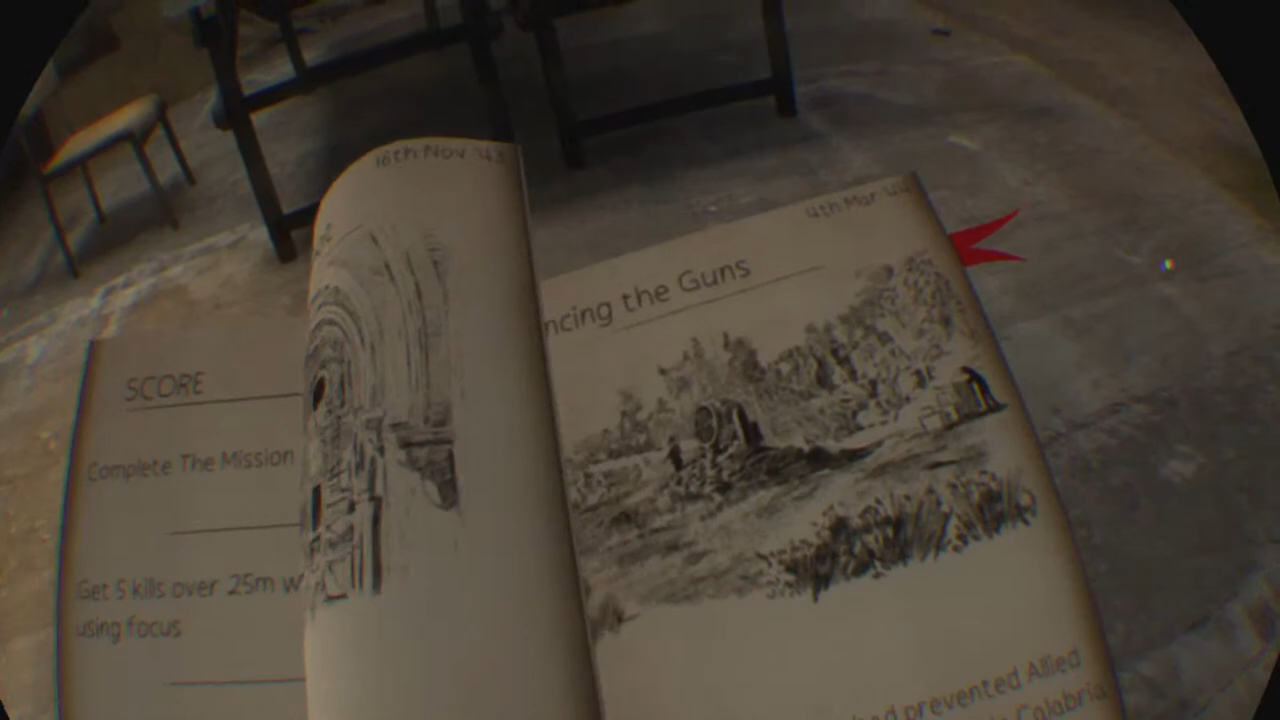 16th Nov '43
SCORE
Complete The Mission
Get 5 kills over 25m w
using focus
4th Mar '44
ncing the Guns
had prevented Allied
Calabria